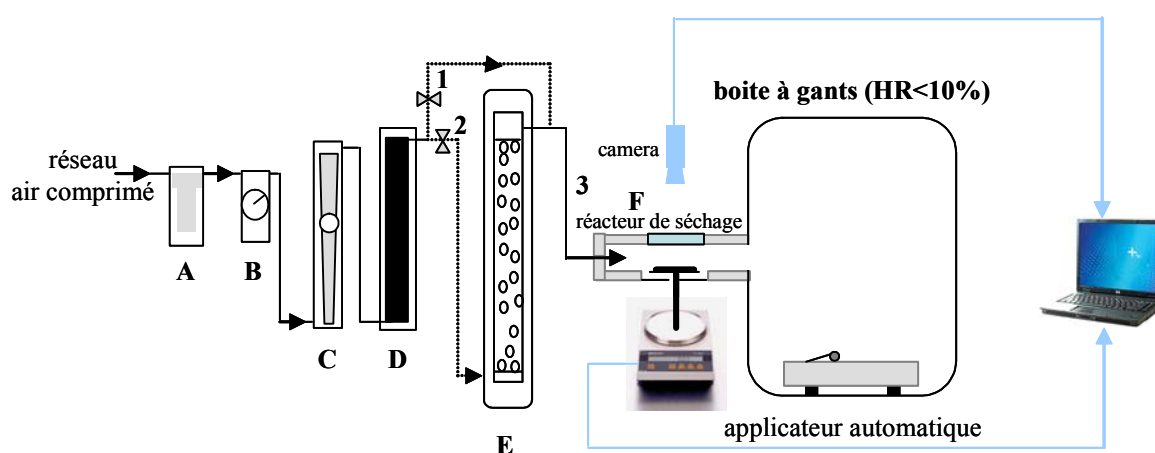 réseau
air comprimé
A
B
C
D
1
2
E
3
F
réacteur de séchage
camera
boite à gants (HR<10%)
applicateur automatique